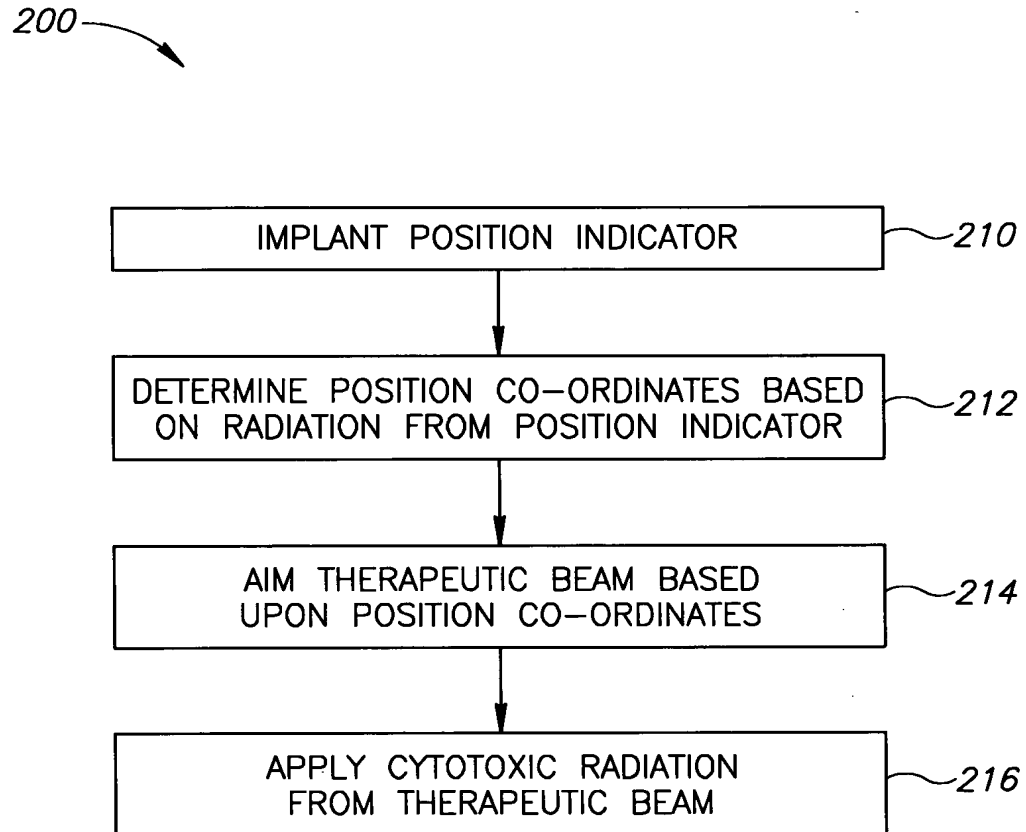 200
IMPLANT POSITION INDICATOR
210
DETERMINE POSITION CO-ORDINATES BASED
ON RADIATION FROM POSITION INDICATOR
212
AIM THERAPEUTIC BEAM BASED
UPON POSITION CO-ORDINATES
214
APPLY CYTOTOXIC RADIATION
FROM THERAPEUTIC BEAM
216